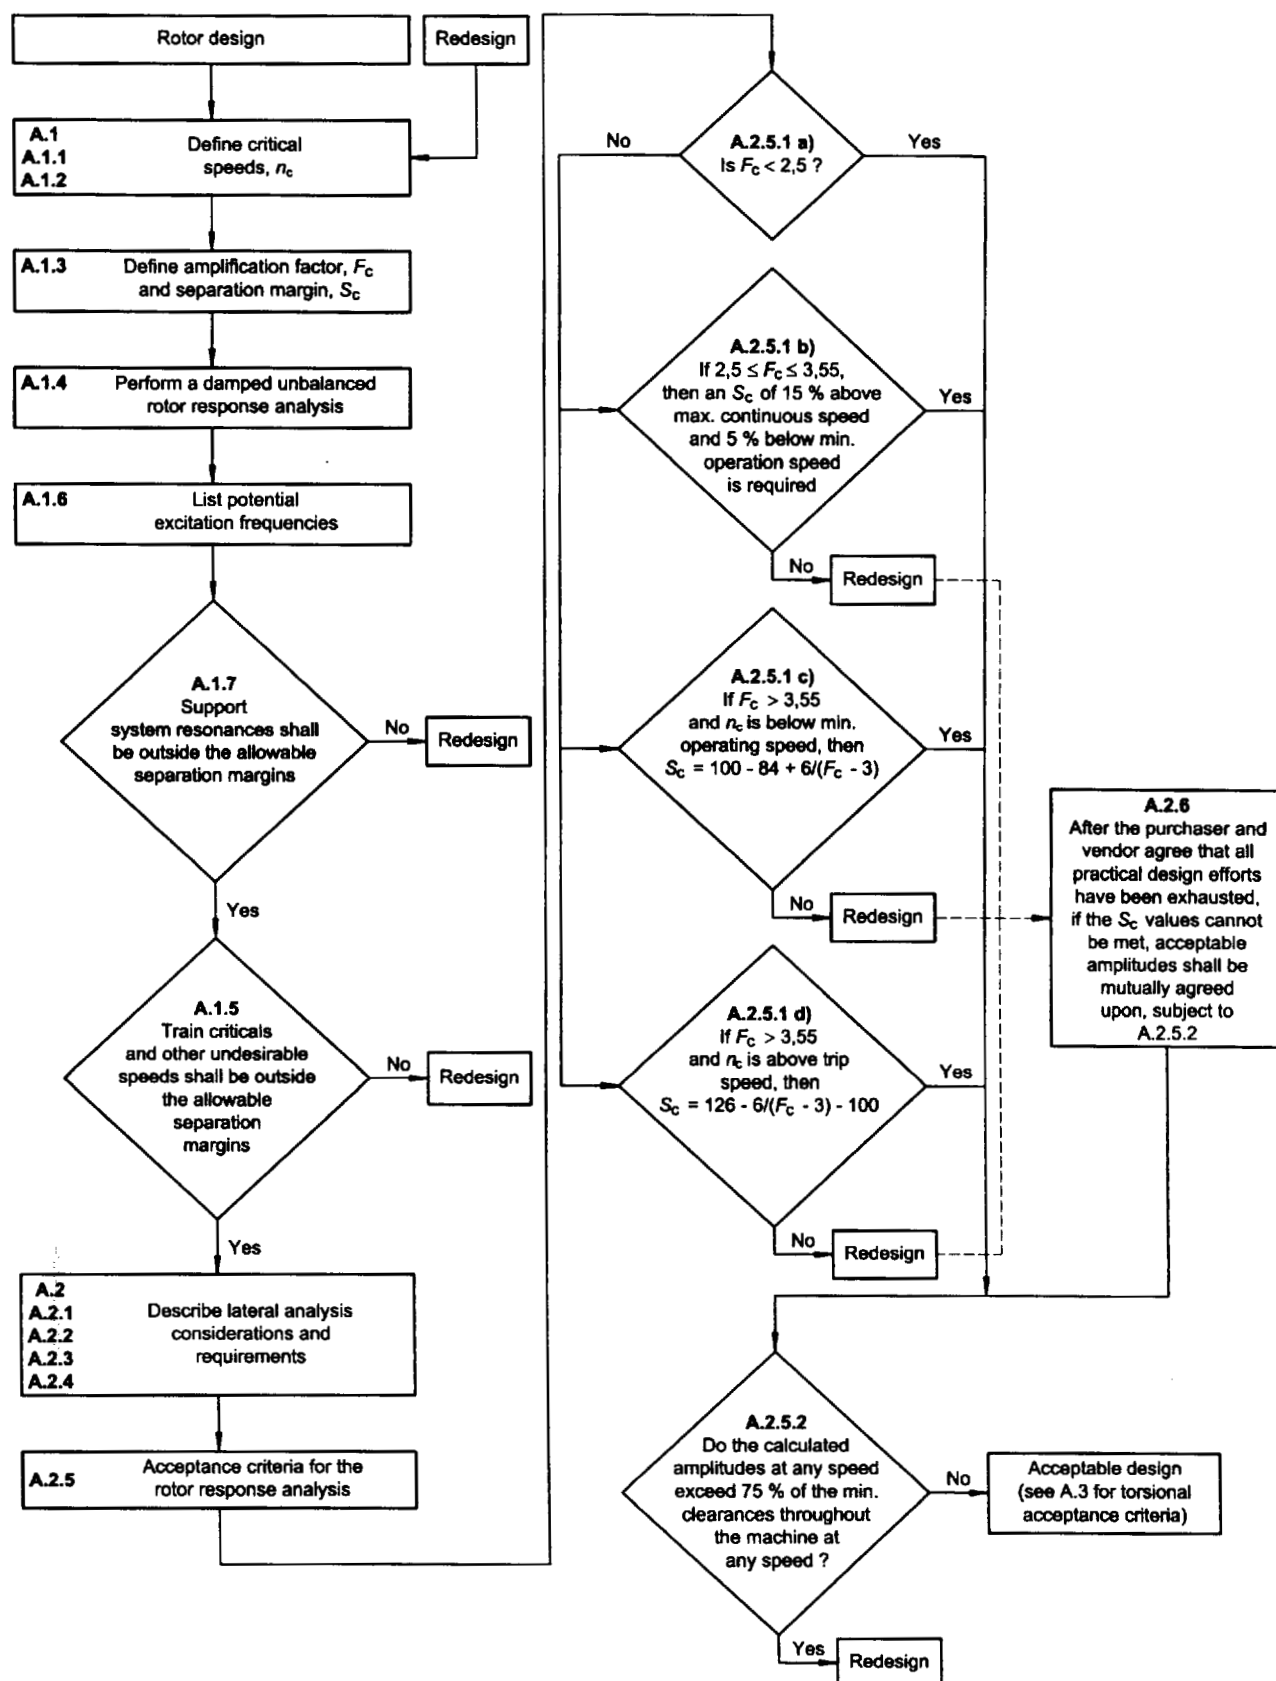 Rotor design
Redesign
A.1
A.1.1
A.1.2
Define critical
speeds, nc
A.1.3
Define amplification factor, Fc
and separation margin, Sc
A.1.4
Perform a damped unbalanced
rotor response analysis
A.1.6
List potential
excitation frequencies
A.1.7
Support
system resonances shall
be outside the allowable
separation margins
No
Redesign
Yes
A.1.5
Train criticals
and other undesirable
speeds shall be outside
the allowable
separation
margins
No
Redesign
Yes
A.2
A.2.1
A.2.2
A.2.3
A.2.4
Describe lateral analysis
considerations and
requirements
A.2.5
Acceptance criteria for the
rotor response analysis
No
A.2.5.1 a)
Is Fc < 2,5 ?
Yes
A.2.5.1 b)
If 2,5 ≤ Fc ≤ 3,55,
then an Sc of 15 % above
max. continuous speed
and 5 % below min.
operation speed
is required
Yes
No
Redesign
A.2.5.1 c)
If Fc > 3,55
and nc is below min.
operating speed, then
Sc = 100 - 84 + 6/(Fc - 3)
Yes
No
Redesign
A.2.5.1 d)
If Fc > 3,55
and nc is above trip
speed, then
Sc = 126 - 6/(Fc - 3) - 100
Yes
No
Redesign
A.2.6
After the purchaser and
vendor agree that all
practical design efforts
have been exhausted,
if the Sc values cannot
be met, acceptable
amplitudes shall be
mutually agreed
upon, subject to
A.2.5.2
A.2.5.2
Do the calculated
amplitudes at any speed
exceed 75 % of the min.
clearances throughout
the machine at
any speed ?
No
Acceptable design
(see A.3 for torsional
acceptance criteria)
Yes
Redesign